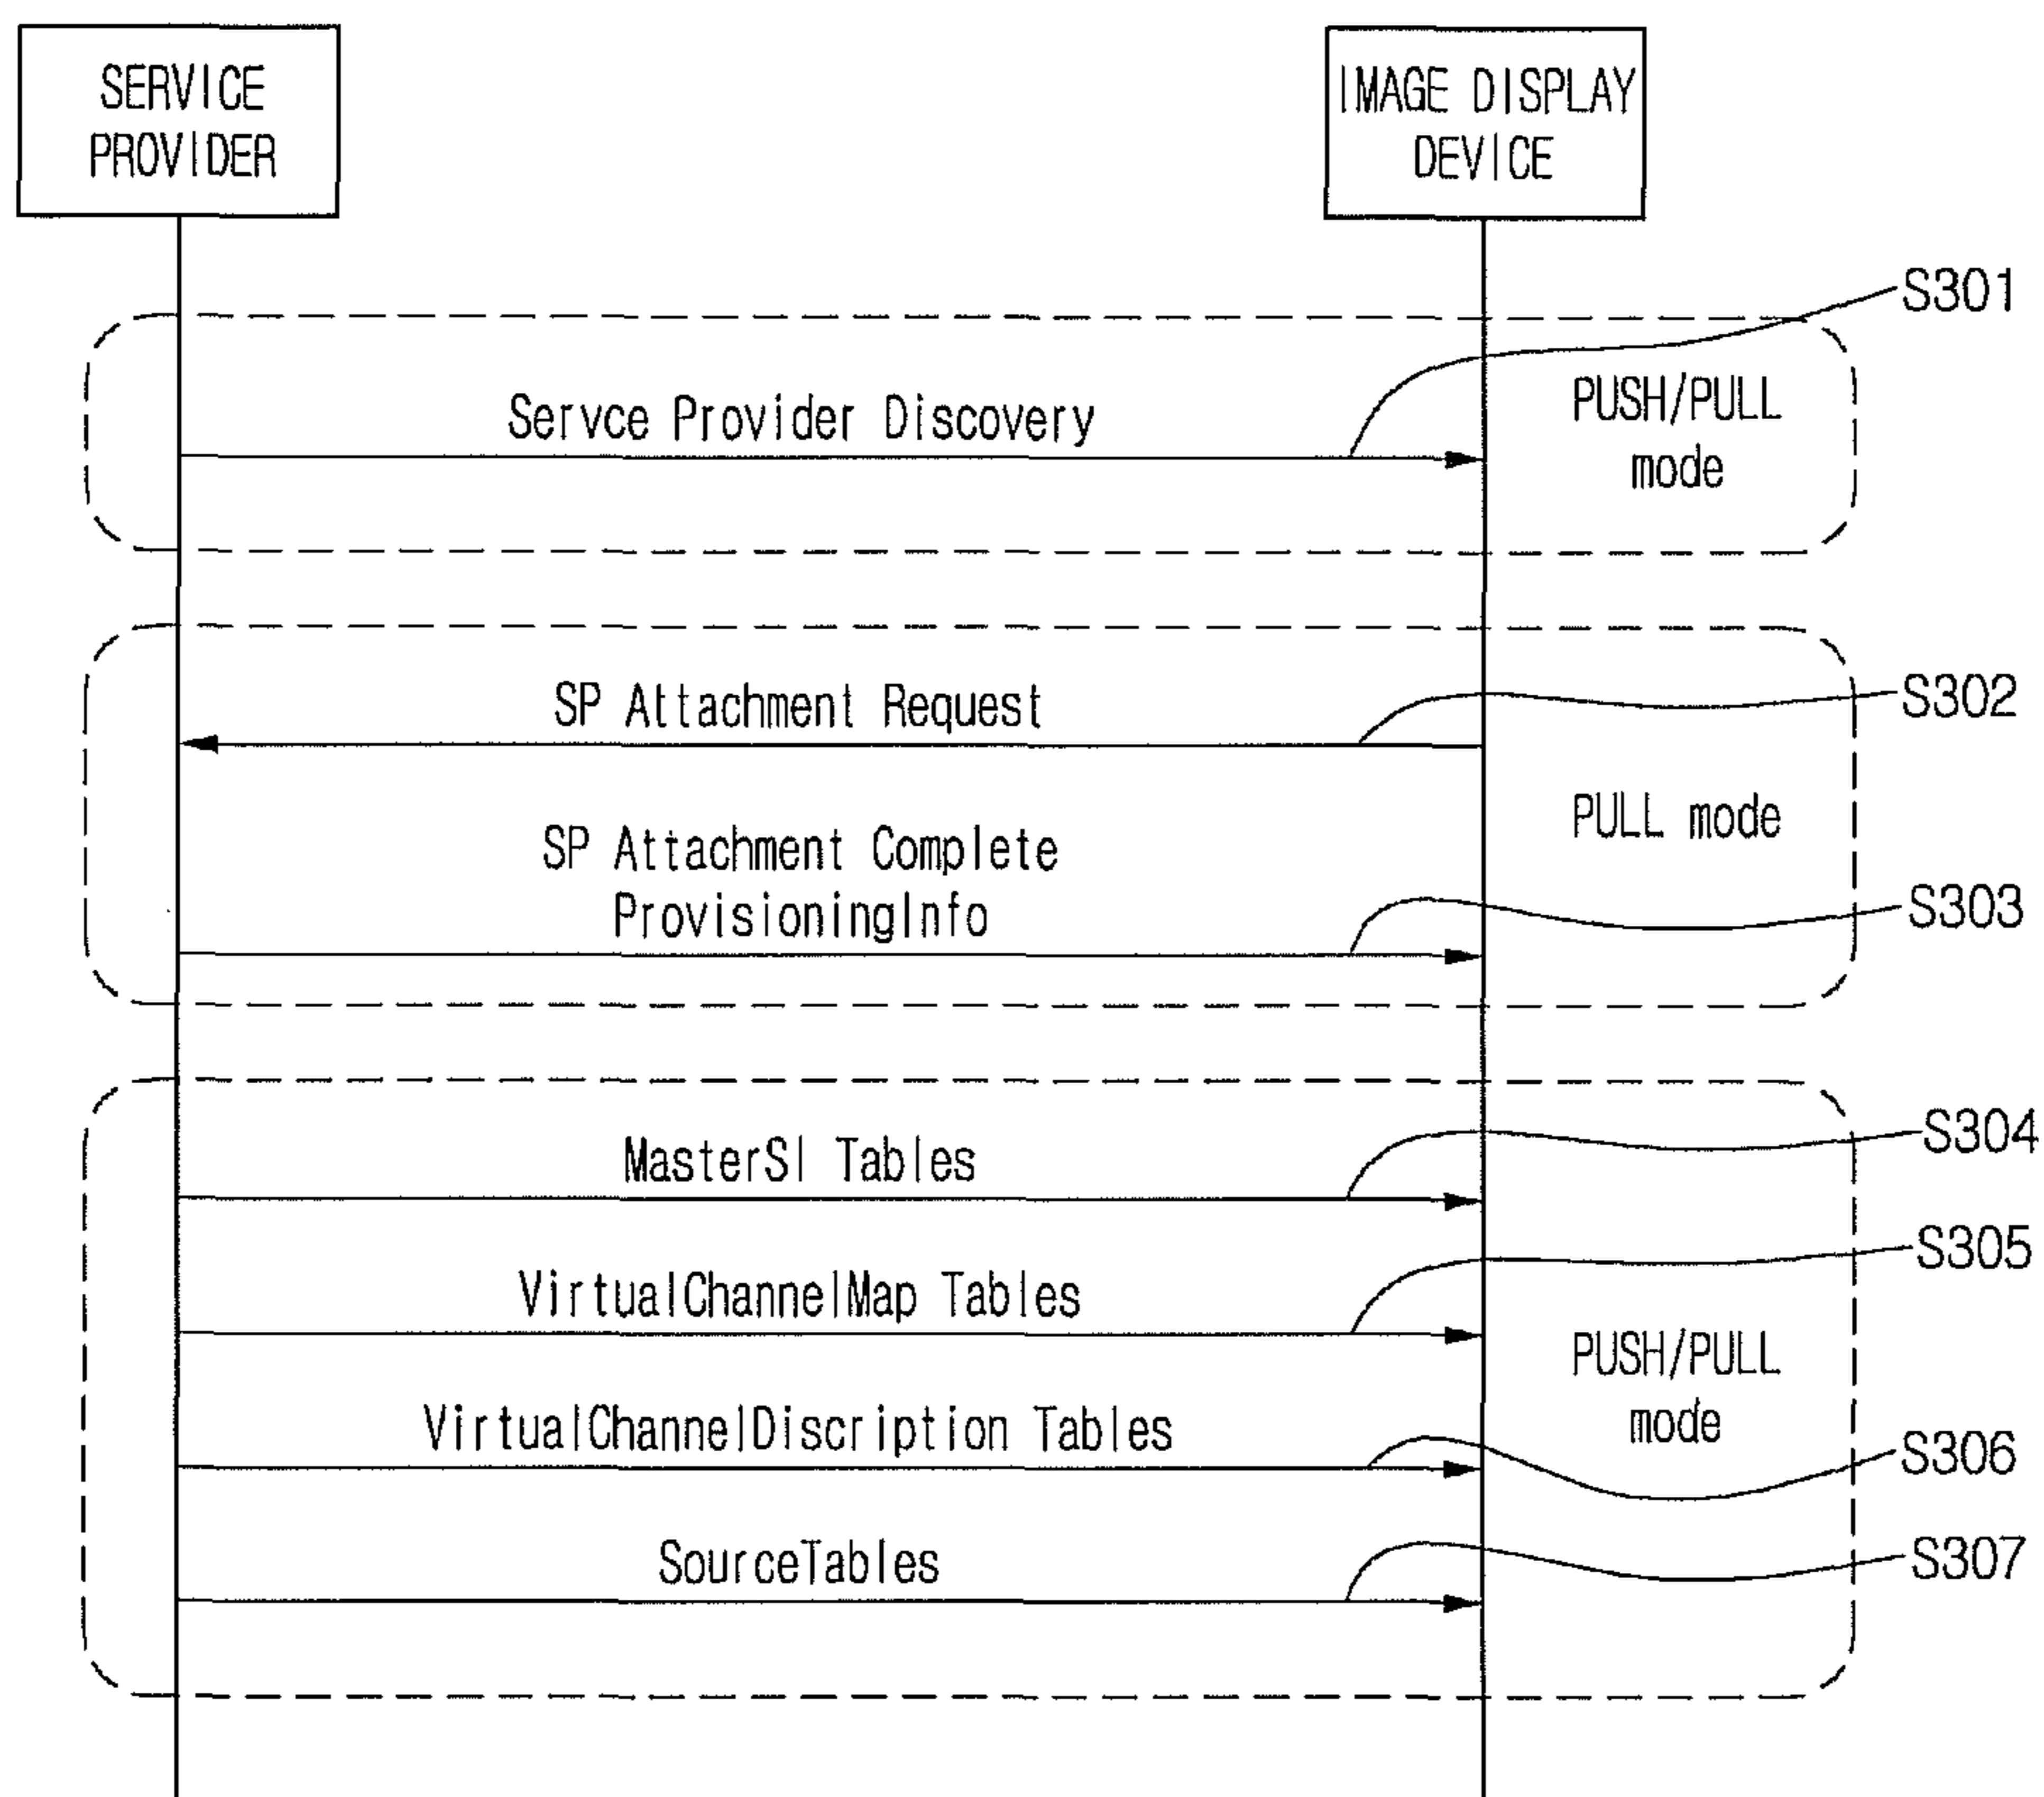 SERVICE
PROVIDER
IMAGE DISPLAY
DEVICE
S301
Servce Provider Discovery
PUSH/PULL
mode
SP Attachment Request
S302
PULL mode
SP Attachment Complete
ProvisioningInfo
S303
MasterSI Tables
S304
VirtualChannelMap Tables
S305
PUSH/PULL
mode
VirtualChannelDiscription Tables
S306
SourceTables
S307